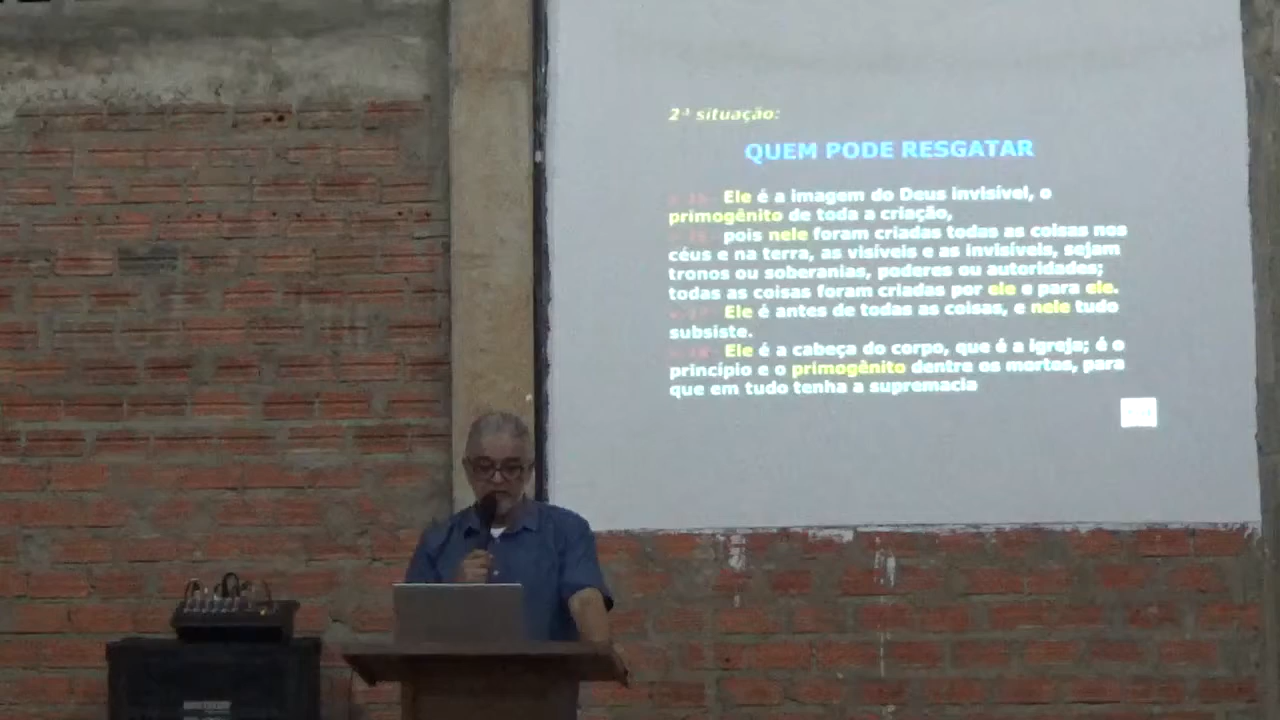 2ª situação:
QUEM PODE RESGATAR
Ele é a imagem do Deus invisível, o
primogênito de toda a criação,
pois nele foram criadas todas as coisas nos
céus e na terra, as visíveis e as invisíveis, sejam
tronos ou soberanias, poderes ou autoridades;
todas as coisas foram criadas por ele e para ele.
Ele é antes de todas as coisas, e nele tudo
subsiste.
Ele é a cabeça do corpo, que é a igreja; é o
princípio e o primogênito dentre os mortos, para
que em tudo tenha a supremacia